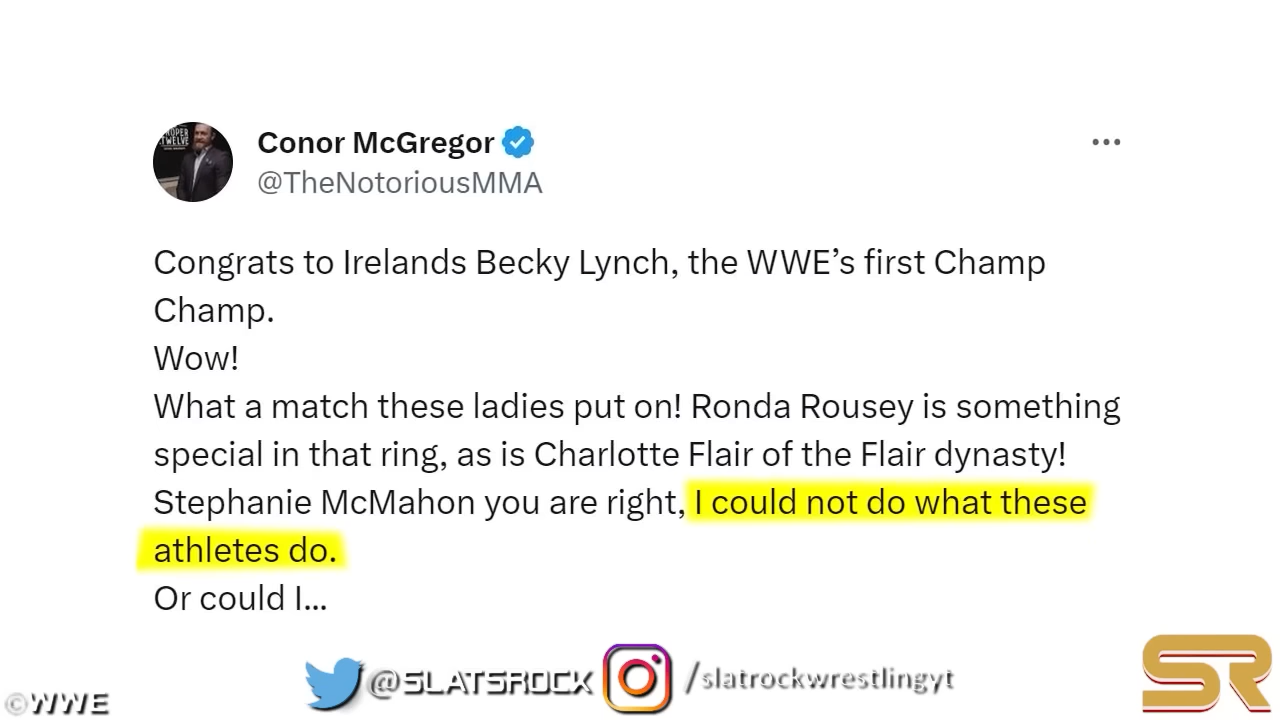 PROPER
TWELVE
Conor McGregor
@TheNotoriousMMA
Congrats to Irelands Becky Lynch, the WWE’s first Champ
Champ.
Wow!
What a match these ladies put on! Ronda Rousey is something
special in that ring, as is Charlotte Flair of the Flair dynasty!
Stephanie McMahon you are right, I could not do what these
athletes do.
Or could I...
@SLATSROCK /slatrockwrestlingyt
SR
©WWE